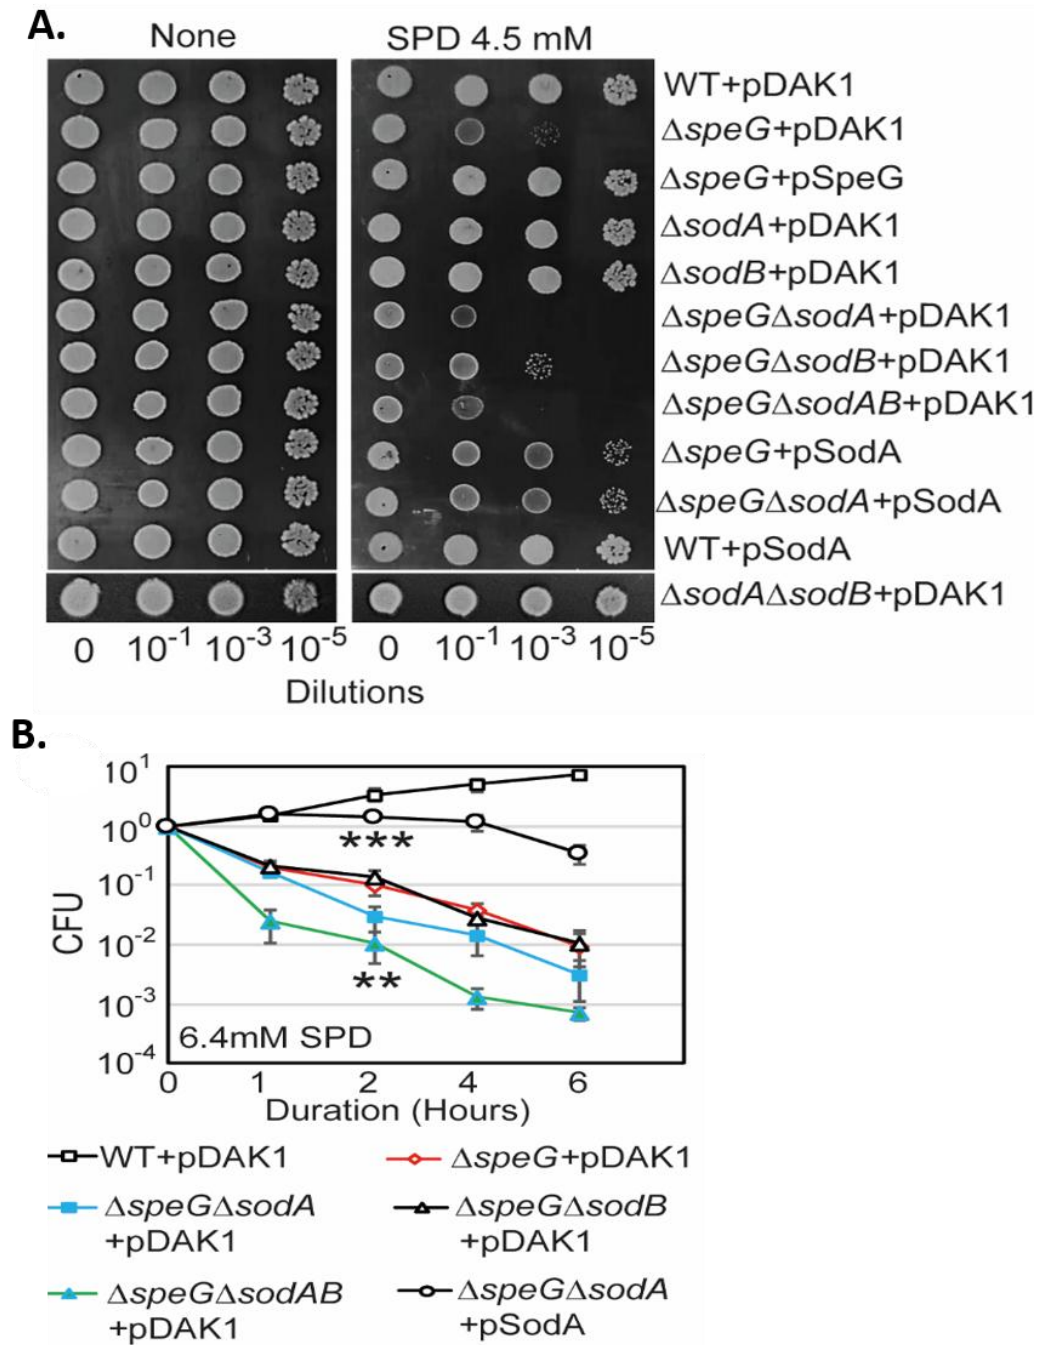 A.
None
SPD 4.5 mM
WT+pDAK1
ΔspeG+pDAK1
ΔspeG+pSpeG
ΔsodA+pDAK1
ΔsodB+pDAK1
ΔspeGΔsodA+pDAK1
ΔspeGΔsodB+pDAK1
ΔspeGΔsodAB+pDAK1
ΔspeG+pSodA
ΔspeGΔsodA+pSodA
WT+pSodA
ΔsodAΔsodB+pDAK1
0 10⁻¹ 10⁻³ 10⁻⁵ 0 10⁻¹ 10⁻³ 10⁻⁵
Dilutions
B.
10¹
10⁰
10⁻¹
10⁻²
10⁻³
10⁻⁴
CFU
***
**
6.4mM SPD
0 1 2 4 6
Duration (Hours)
WT+pDAK1 ΔspeG+pDAK1
ΔspeGΔsodA ΔspeGΔsodB
+pDAK1 +pDAK1
ΔspeGΔsodAB ΔspeGΔsodA
+pDAK1 +pSodA